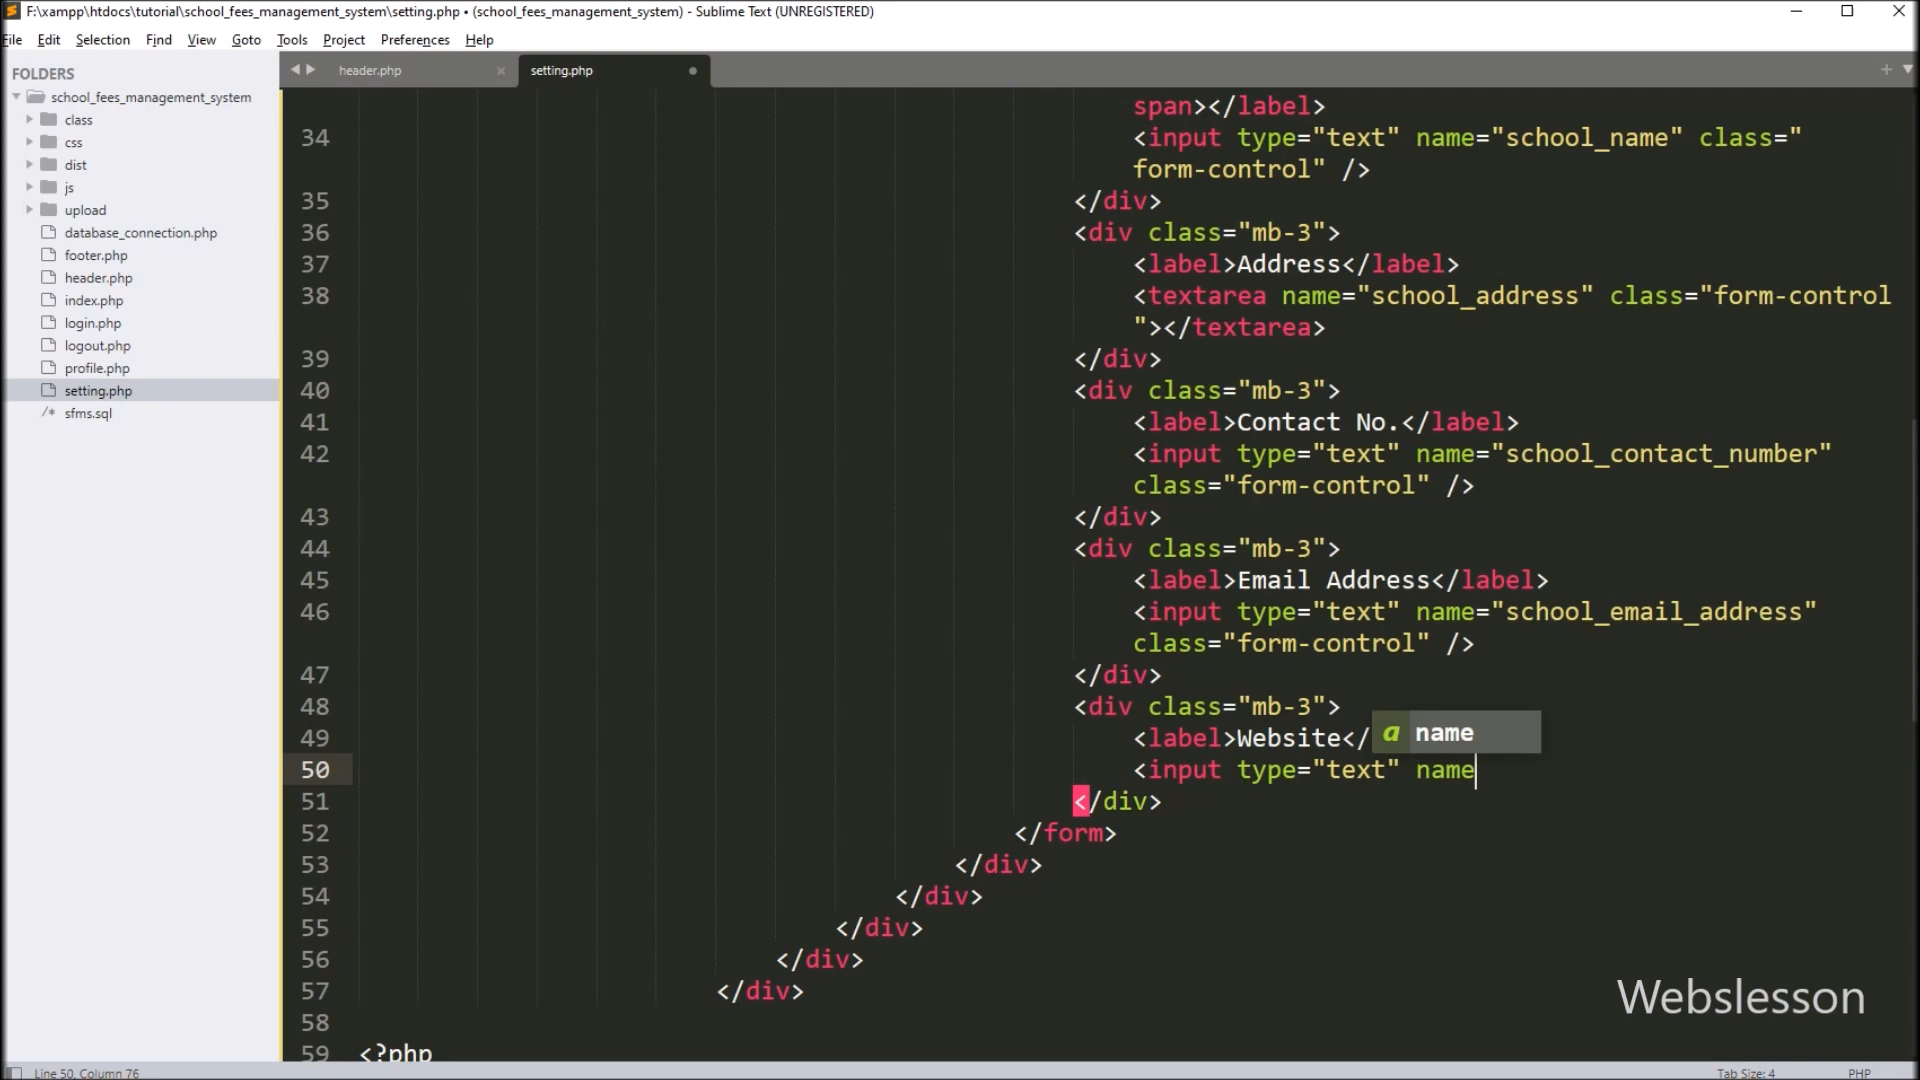 F:\xampp\htdocs\tutorial\school_fees_management_system\setting.php • (school_fees_management_system) - Sublime Text (UNREGISTERED)
File Edit Selection Find View Goto Tools Project Preferences Help
FOLDERS
school_fees_management_system
class
css
dist
js
upload
database_connection.php
footer.php
header.php
index.php
login.php
logout.php
profile.php
setting.php
/* sfms.sql
header.php
setting.php
span></label>
34 <input type="text" name="school_name" class="
form-control" />
35 </div>
36 <div class="mb-3">
37 <label>Address</label>
38 <textarea name="school_address" class="form-control
"></textarea>
39 </div>
40 <div class="mb-3">
41 <label>Contact No.</label>
42 <input type="text" name="school_contact_number"
class="form-control" />
43 </div>
44 <div class="mb-3">
45 <label>Email Address</label>
46 <input type="text" name="school_email_address"
class="form-control" />
47 </div>
48 <div class="mb-3">
49 <label>Website</
a name
50 <input type="text" name
51 </div>
52 </form>
53 </div>
54 </div>
55 </div>
56 </div>
57 </div>
58
59 <?php
Webslesson
Line 50, Column 76
Tab Size: 4
PHP